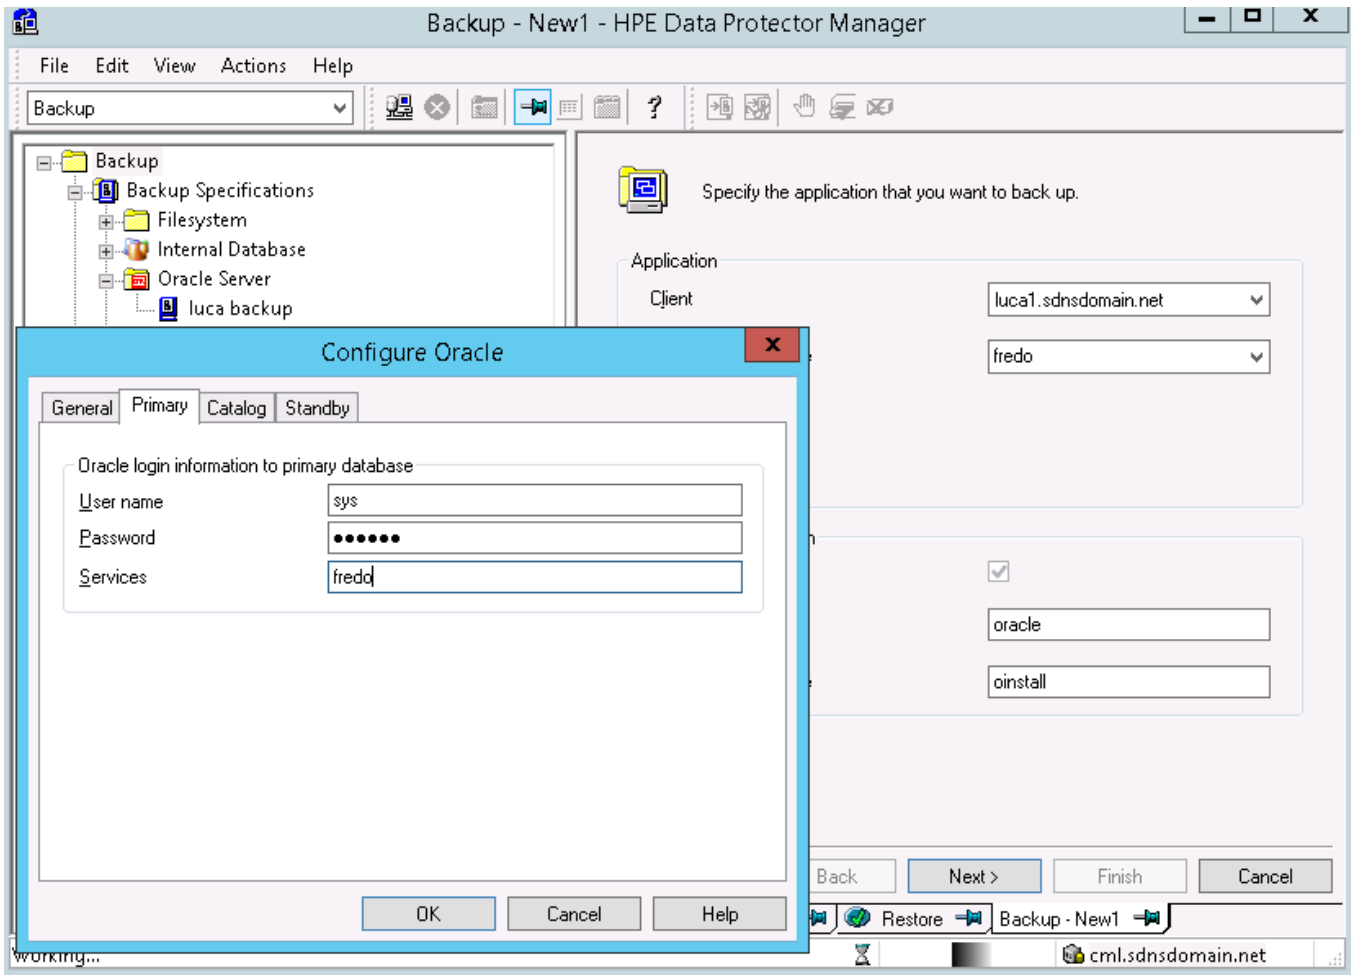 Backup - New1 - HPE Data Protector Manager
File Edit View Actions Help
Backup
Backup
Backup Specifications
Filesystem
Internal Database
Oracle Server
luca backup
Specify the application that you want to back up.
Application
Client
luca1.sdnsdomain.net
fredo
Configure Oracle
General Primary Catalog Standby
Oracle login information to primary database
User name
sys
Password
••••••
Services
fredo
OK Cancel Help
oracle
oinstall
Back Next > Finish Cancel
Restore Backup - New1
Working...
cml.sdnsdomain.net